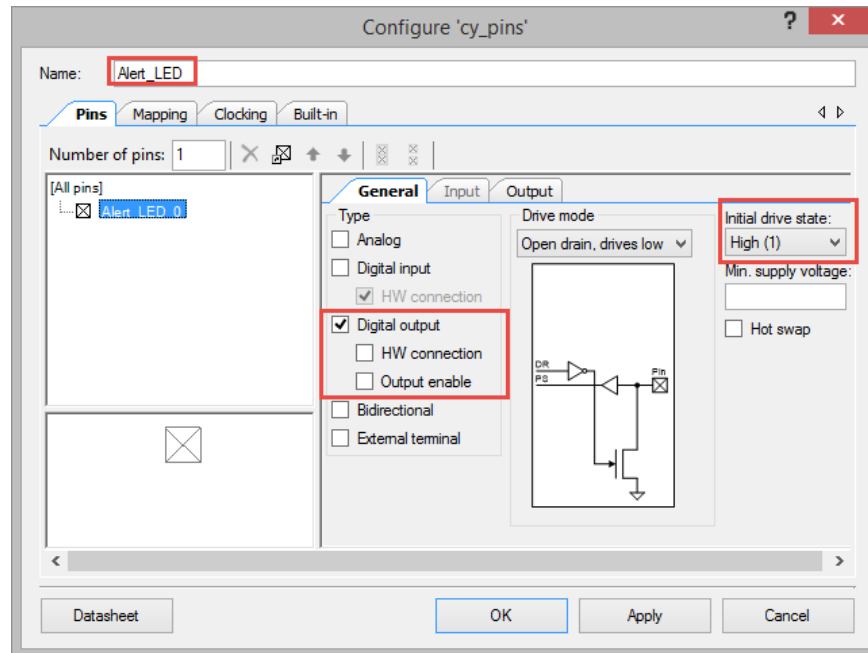 Configure 'cy_pins'
?
×
Name: Alert_LED
Pins Mapping Clocking Built-in
Number of pins: 1
[All pins]
Alert_LED_0
General Input Output
Type
Analog
Digital input
HW connection
Digital output
HW connection
Output enable
Bidirectional
External terminal
Drive mode
Open drain, drives low
DR
PS
Pin
Initial drive state:
High (1)
Min. supply voltage:
Hot swap
Datasheet OK Apply Cancel